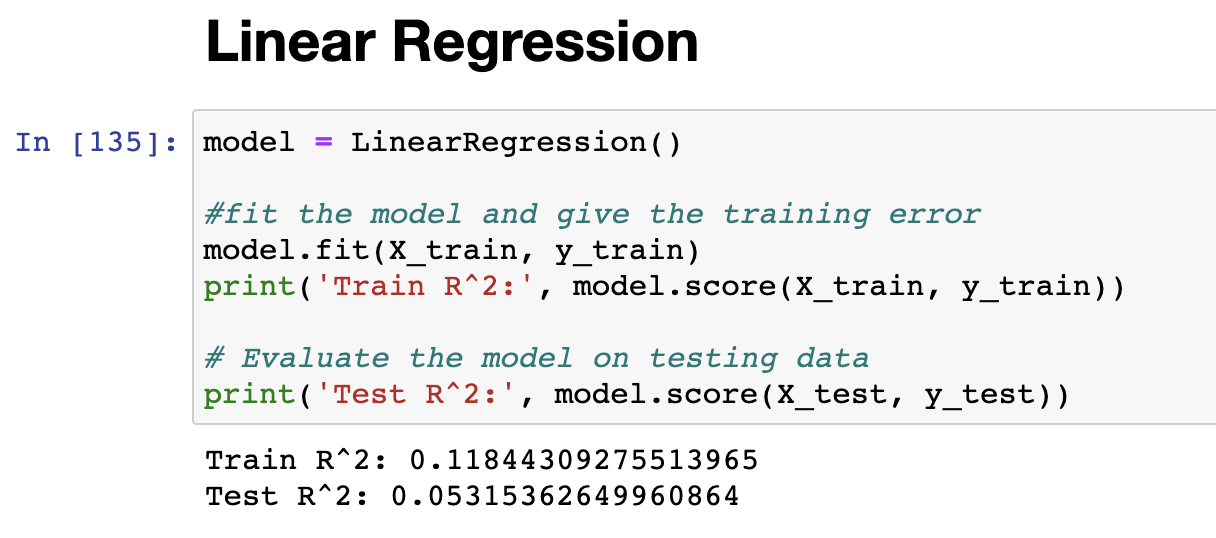 Linear Regression
In [135]:
model = LinearRegression()
#fit the model and give the training error
model.fit(X_train, y_train)
print('Train R^2:', model.score(X_train, y_train))
# Evaluate the model on testing data
print('Test R^2:', model.score(X_test, y_test))
Train R^2: 0.11844309275513965
Test R^2: 0.05315362649960864